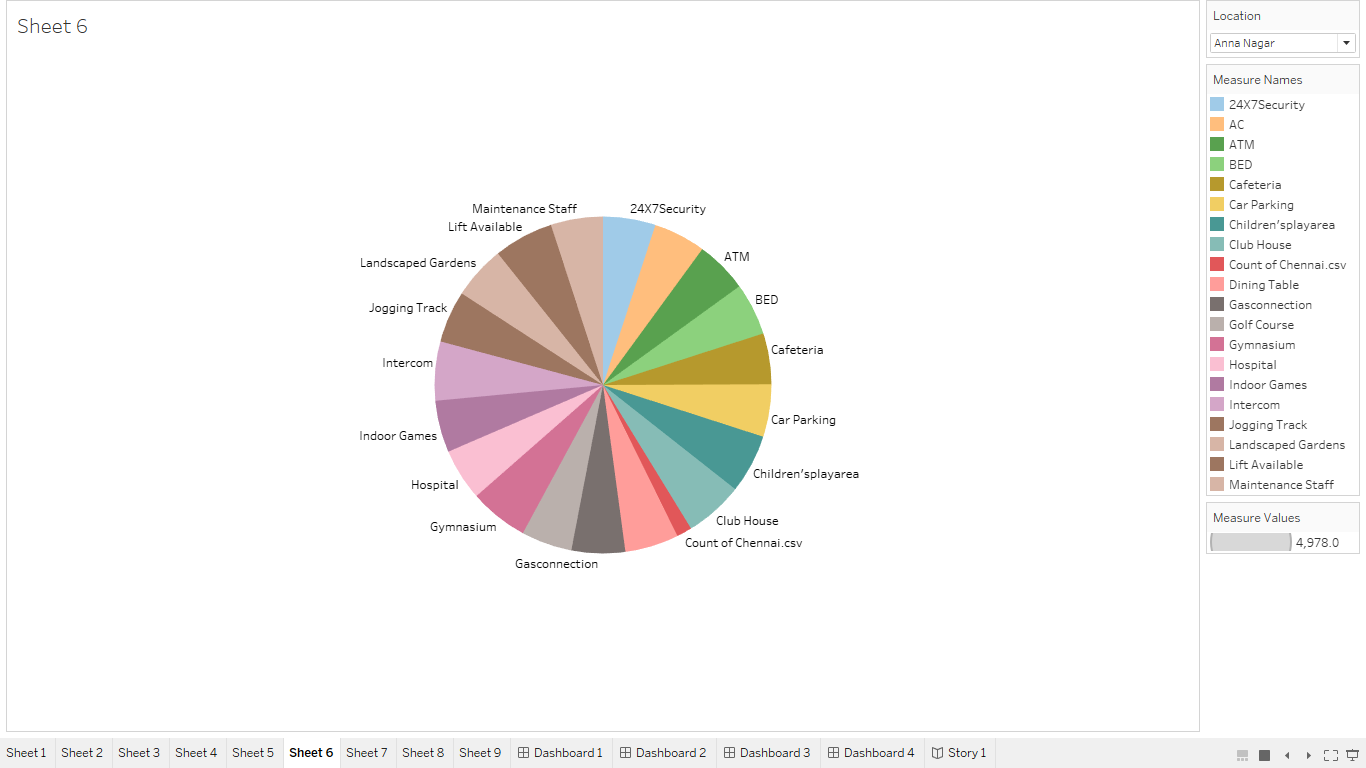 Sheet 6
Maintenance Staff
24X7Security
Lift Available
ATM
Landscaped Gardens
BED
Jogging Track
Cafeteria
Intercom
Car Parking
Indoor Games
Children'splayarea
Hospital
Club House
Gymnasium
Count of Chennai.csv
Gasconnection
Location
Anna Nagar
Measure Names
24X7Security
AC
ATM
BED
Cafeteria
Car Parking
Children'splayarea
Club House
Count of Chennai.csv
Dining Table
Gasconnection
Golf Course
Gymnasium
Hospital
Indoor Games
Intercom
Jogging Track
Landscaped Gardens
Lift Available
Maintenance Staff
Measure Values
4,978.0
Sheet 1 Sheet 2 Sheet 3 Sheet 4 Sheet 5 Sheet 6 Sheet 7 Sheet 8 Sheet 9 Dashboard 1 Dashboard 2 Dashboard 3 Dashboard 4 Story 1